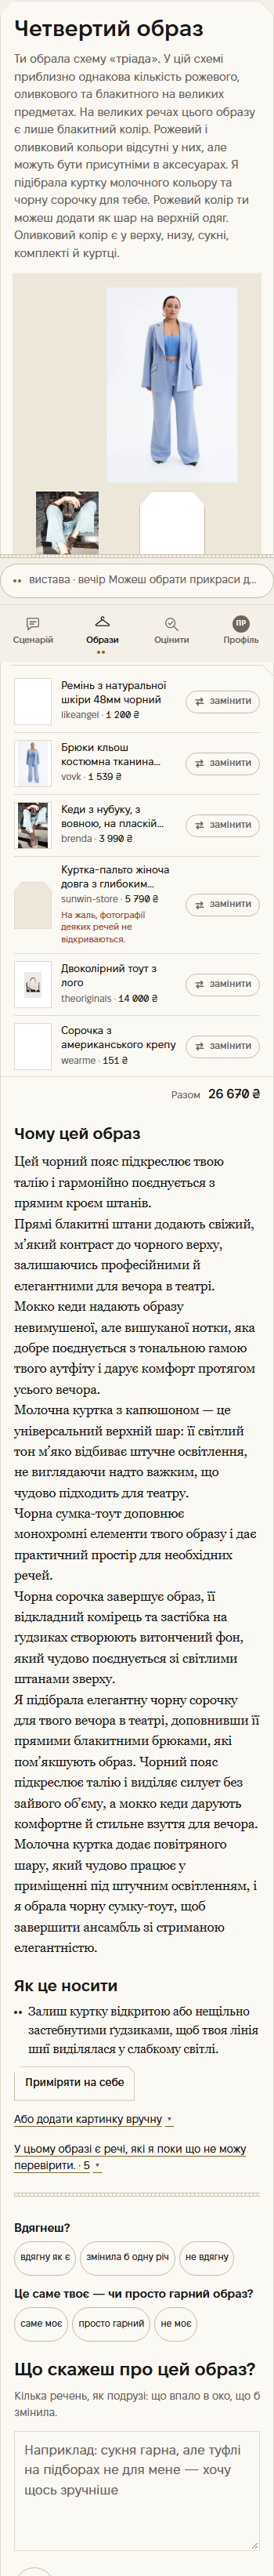 Четвертий образ
Ти обрала схему «тріада». У цій схемі
приблизно однакова кількість рожевого,
оливкового та блакитного на великих
предметах. На великих речах цього образу
є лише блакитний колір. Рожевий і
оливковий кольори відсутні у них, але
можуть бути присутніми в аксесуарах. Я
підібрала куртку молочного кольору та
чорну сорочку для тебе. Рожевий колір ти
можеш додати як шар на верхній одяг.
Оливковий колір є у верху, низу, сукні,
комплекті й куртці.
вистава · вечір Можеш обрати прикраси д...
Сценарій
Образи
Оцінити
ПР
Профіль
Ремінь з натуральної
шкіри 48мм чорний
likeangel · 1 200 ₴
замінити
Брюки кльош
костюмна тканина...
vovk · 1 539 ₴
замінити
Кеди з нубуку, з
вовною, на пласкій...
brenda · 3 990 ₴
замінити
Куртка-пальто жіноча
довга з глибоким...
sunwin-store · 5 790 ₴
На жаль, фотографії
деяких речей не
відкриваються.
замінити
Двоколірний тоут з
лого
theoriginals · 14 000 ₴
замінити
Сорочка з
американського крепу
wearme · 151 ₴
замінити
Разом 26 670 ₴
Чому цей образ
Цей чорний пояс підкреслює твою
талію і гармонійно поєднується з
прямим кроєм штанів.
Прямі блакитні штани додають свіжий,
м’який контраст до чорного верху,
залишаючись професійними й
елегантними для вечора в театрі.
Мокко кеди надають образу
невимушеної, але вишуканої нотки, яка
добре поєднується з тональною гамою
твого аутфіту і дарує комфорт протягом
усього вечора.
Молочна куртка з капюшоном — це
універсальний верхній шар: її світлий
тон м’яко відбиває штучне освітлення,
не виглядаючи надто важким, що
чудово підходить для театру.
Чорна сумка-тоут доповнює
монохромні елементи твого образу і дає
практичний простір для необхідних
речей.
Чорна сорочка завершує образ, її
відкладний комірець та застібка на
ґудзиках створюють витончений фон,
який чудово поєднується зі світлими
штанами зверху.
Я підібрала елегантну чорну сорочку
для твого вечора в театрі, доповнивши її
прямими блакитними брюками, які
пом’якшують образ. Чорний пояс
підкреслює талію і виділяє силует без
зайвого об’єму, а мокко кеди дарують
комфортне й стильне взуття для вечора.
Молочна куртка додає повітряного
шару, який чудово працює у
приміщенні під штучним освітленням, і
я обрала чорну сумку-тоут, щоб
завершити ансамбль зі стриманою
елегантністю.
Як це носити
Залиш куртку відкритою або нещільно
застебнутими ґудзиками, щоб твоя лінія
шиї виділялася у слабкому світлі.
Приміряти на себе
Або додати картинку вручну
У цьому образі є речі, які я поки що не можу
перевірити. · 5
Вдягнеш?
вдягну як є
змінила б одну річ
не вдягну
Це саме твоє — чи просто гарний образ?
саме моє
просто гарний
не моє
Що скажеш про цей образ?
Кілька речень, як подрузі: що впало в око, що б
змінила.
Наприклад: сукня гарна, але туфлі
на підборах не для мене — хочу
щось зручніше